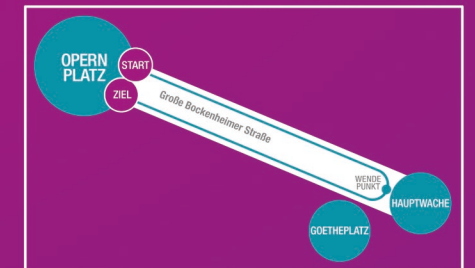 OPERN
PLATZ
START
ZIEL
Große Bockenheimer Straße
WENDE
PUNKT
HAUPTWACHE
GOETHEPLATZ